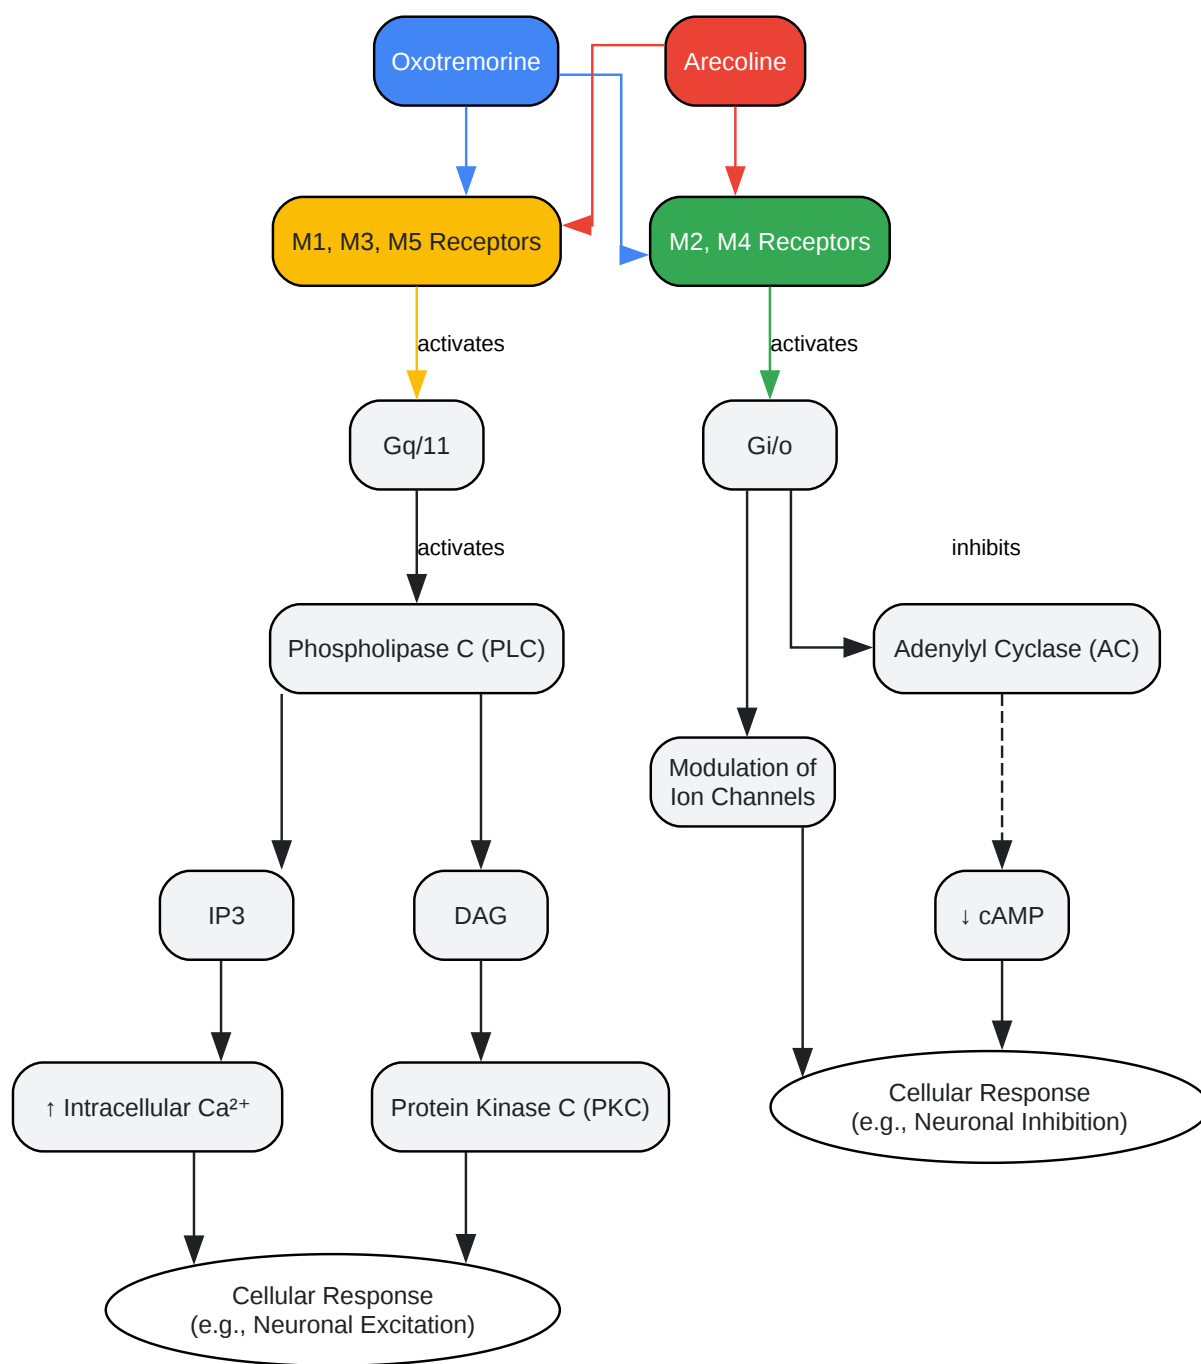 Oxotremorine
Arecoline
M1, M3, M5 Receptors
M2, M4 Receptors
activates
activates
Gq/11
Gi/o
activates
inhibits
Phospholipase C (PLC)
Adenylyl Cyclase (AC)
Modulation of
Ion Channels
IP3
DAG
↓ cAMP
↑ Intracellular Ca²⁺
Protein Kinase C (PKC)
Cellular Response
(e.g., Neuronal Inhibition)
Cellular Response
(e.g., Neuronal Excitation)